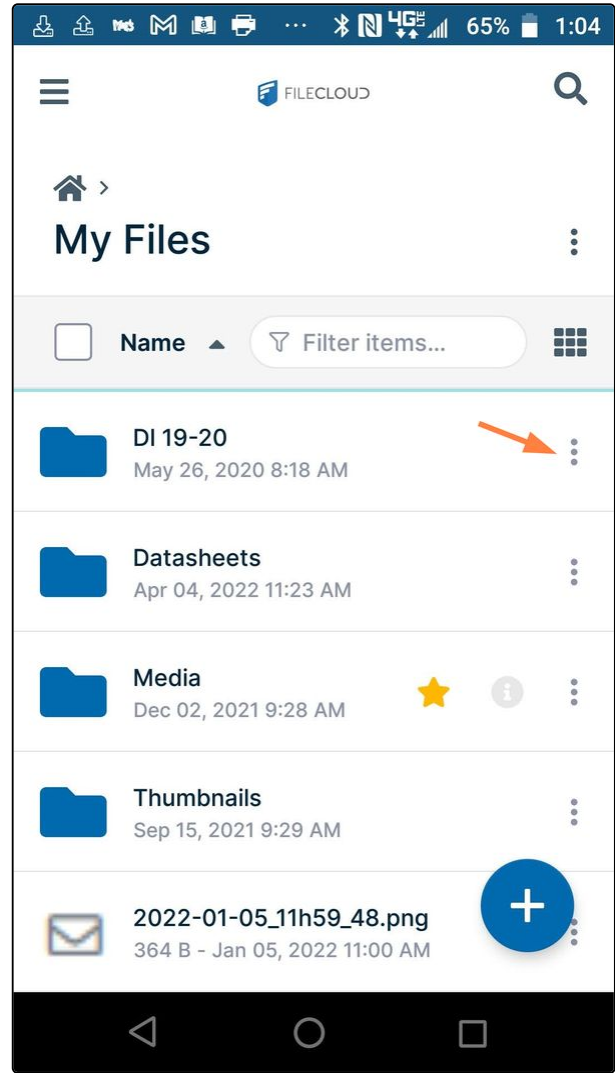 4G LTE 65% 1:04
FILECLOUD
My Files
Name Filter items...
DI 19-20
May 26, 2020 8:18 AM
Datasheets
Apr 04, 2022 11:23 AM
Media
Dec 02, 2021 9:28 AM
Thumbnails
Sep 15, 2021 9:29 AM
2022-01-05_11h59_48.png
364 B - Jan 05, 2022 11:00 AM